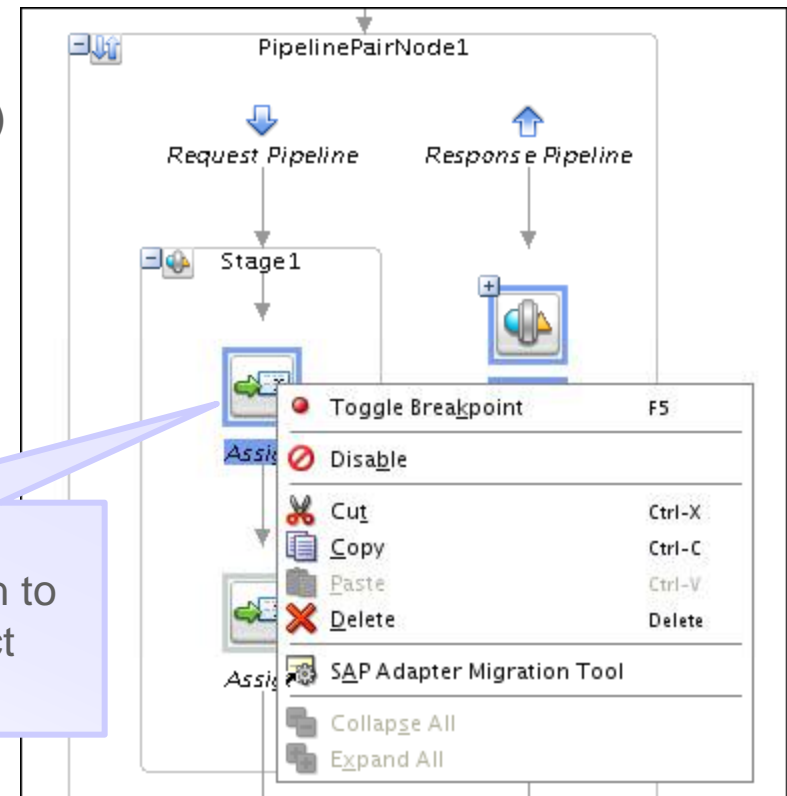 PipelinePairNode1
)
Request Pipeline
Response Pipeline
Stage1
Toggle Breakpoint F5
Disable
Cut Ctrl-X
Copy Ctrl-C
Paste Ctrl-V
Delete Delete
SAP Adapter Migration Tool
Collapse All
Expand All
to